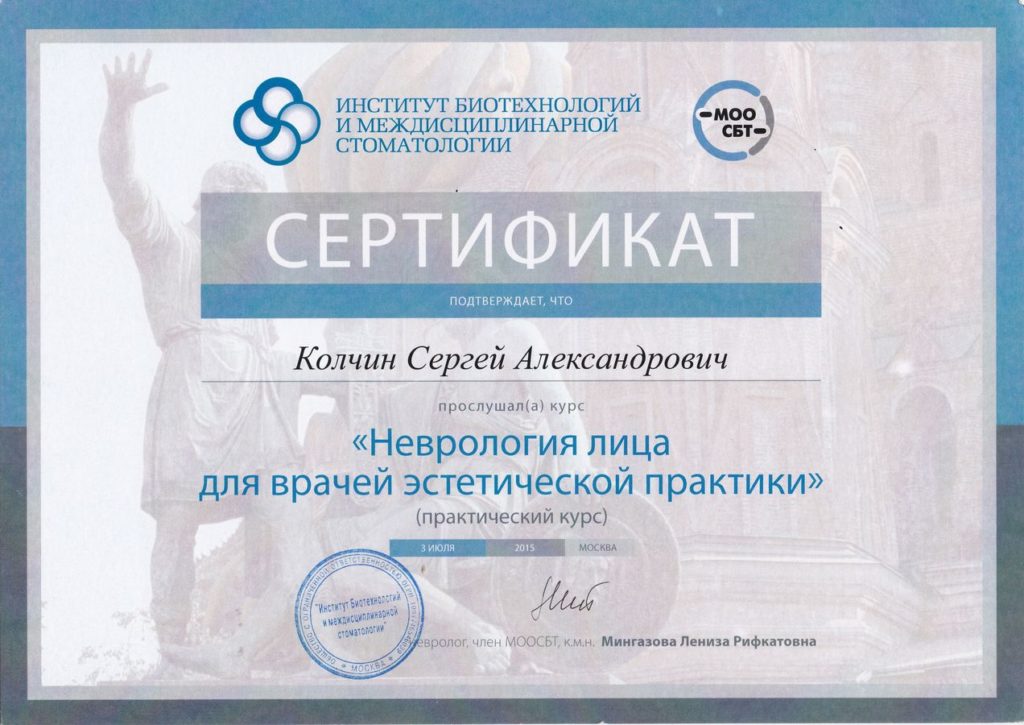 ИНСТИТУТ БИОТЕХНОЛОГИЙ
И МЕЖДИСЦИПЛИНАРНОЙ
СТОМАТОЛОГИИ
МОО
СБТ
СЕРТИФИКАТ
ПОДТВЕРЖДАЕТ, ЧТО
Колчин Сергей Александрович
прослушал(а) курс
«Неврология лица
для врачей эстетической практики»
(практический курс)
3 ИЮЛЯ 2015 МОСКВА
ОБЩЕСТВО С ОГРАНИЧЕННОЙ ОТВЕТСТВЕННОСТЬЮ
"Институт Биотехнологий
и междисциплинарной
стоматологии"
МОСКВА
невролог, член МООСБТ, к.м.н. Мингазова Лениза Рифкатовна